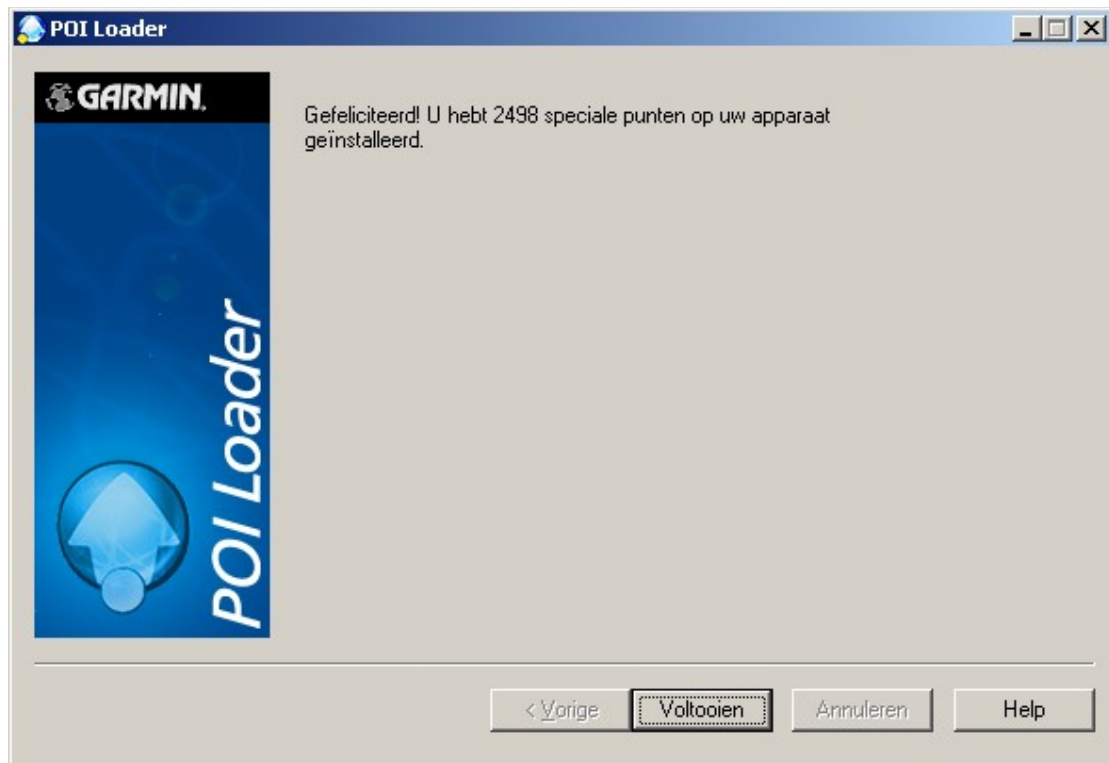 POI Loader
GARMIN.
POI Loader
Gefeliciteerd! U hebt 2498 speciale punten op uw apparaat
geïnstalleerd.
< Vorige
Voltooien
Annuleren
Help